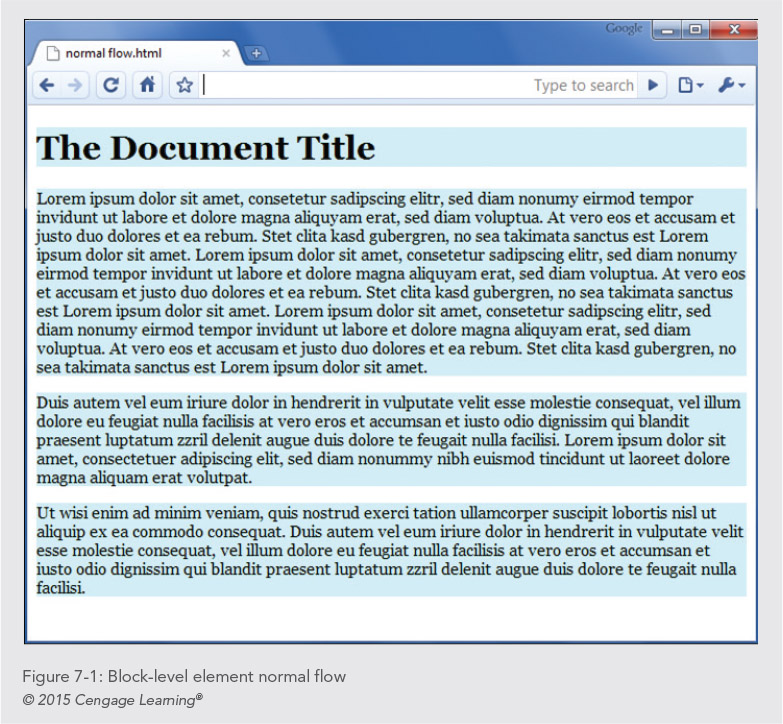 Google
normal flow.html
Type to search
The Document Title
Lorem ipsum dolor sit amet, consetetur sadipscing elitr, sed diam nonumy eirmod tempor
invidunt ut labore et dolore magna aliquyam erat, sed diam voluptua. At vero eos et accusam et
justo duo dolores et ea rebum. Stet clita kasd gubergren, no sea takimata sanctus est Lorem
ipsum dolor sit amet. Lorem ipsum dolor sit amet, consetetur sadipscing elitr, sed diam nonumy
eirmod tempor invidunt ut labore et dolore magna aliquyam erat, sed diam voluptua. At vero eos
et accusam et justo duo dolores et ea rebum. Stet clita kasd gubergren, no sea takimata sanctus
est Lorem ipsum dolor sit amet. Lorem ipsum dolor sit amet, consetetur sadipscing elitr, sed
diam nonumy eirmod tempor invidunt ut labore et dolore magna aliquyam erat, sed diam
voluptua. At vero eos et accusam et justo duo dolores et ea rebum. Stet clita kasd gubergren, no
sea takimata sanctus est Lorem ipsum dolor sit amet.
Duis autem vel eum iriure dolor in hendrerit in vulputate velit esse molestie consequat, vel illum
dolore eu feugiat nulla facilisis at vero eros et accumsan et iusto odio dignissim qui blandit
praesent luptatum zzril delenit augue duis dolore te feugait nulla facilisi. Lorem ipsum dolor sit
amet, consectetuer adipiscing elit, sed diam nonummy nibh euismod tincidunt ut laoreet dolore
magna aliquam erat volutpat.
Ut wisi enim ad minim veniam, quis nostrud exerci tation ullamcorper suscipit lobortis nisl ut
aliquip ex ea commodo consequat. Duis autem vel eum iriure dolor in hendrerit in vulputate velit
esse molestie consequat, vel illum dolore eu feugiat nulla facilisis at vero eros et accumsan et
iusto odio dignissim qui blandit praesent luptatum zzril delenit augue duis dolore te feugait nulla
facilisi.
Figure 7-1: Block-level element normal flow
© 2015 Cengage Learning®